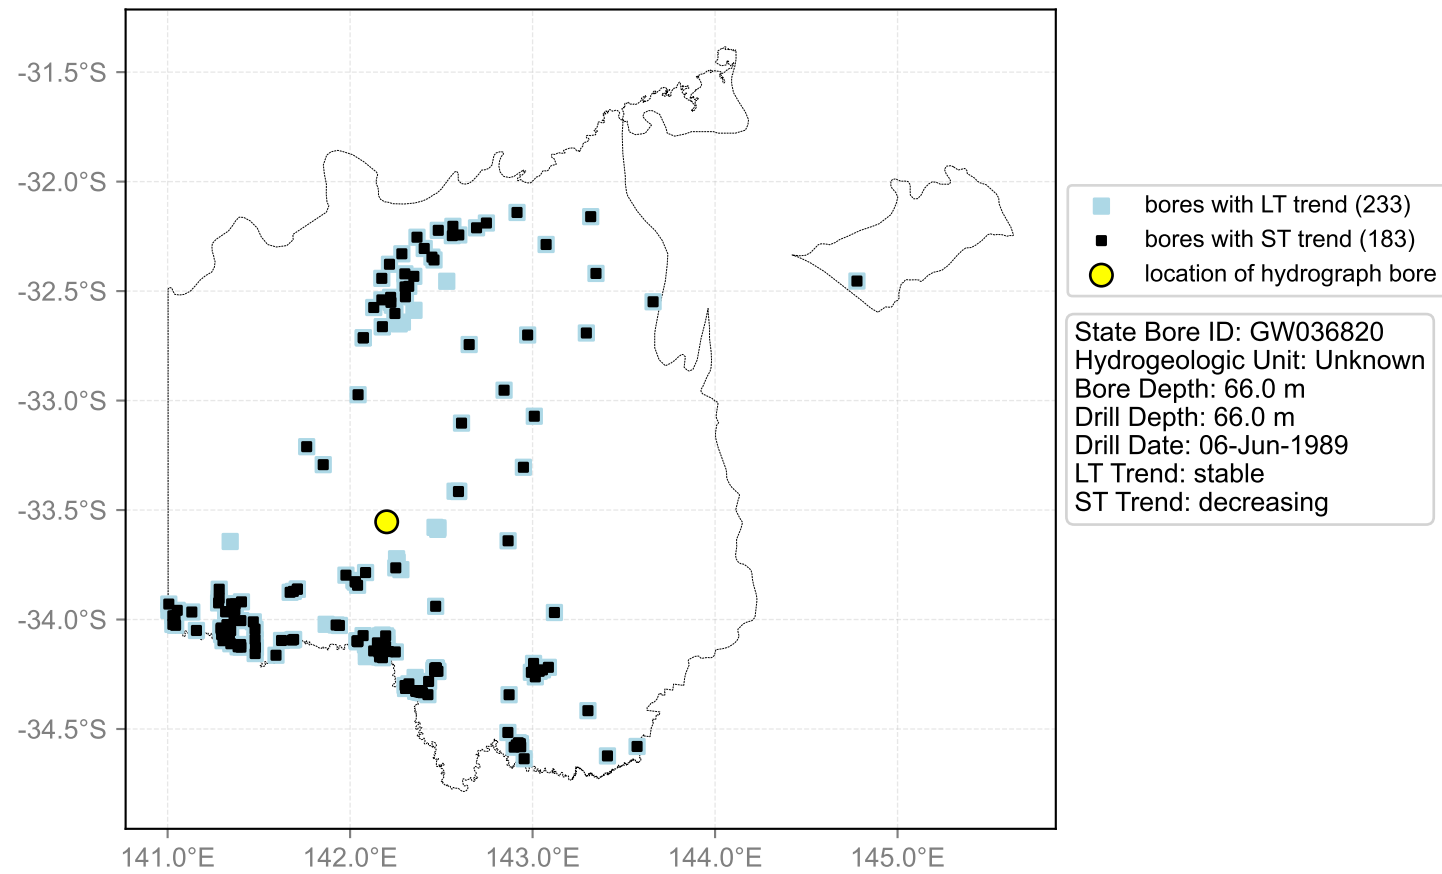 -31.5°S
-32.0°S
-32.5°S
-33.0°S
-33.5°S
-34.0°S
-34.5°S
141.0°E
142.0°E
143.0°E
144.0°E
145.0°E
bores with LT trend (233)
bores with ST trend (183)
location of hydrograph bore
State Bore ID: GW036820
Hydrogeologic Unit: Unknown
Bore Depth: 66.0 m
Drill Depth: 66.0 m
Drill Date: 06-Jun-1989
LT Trend: stable
ST Trend: decreasing